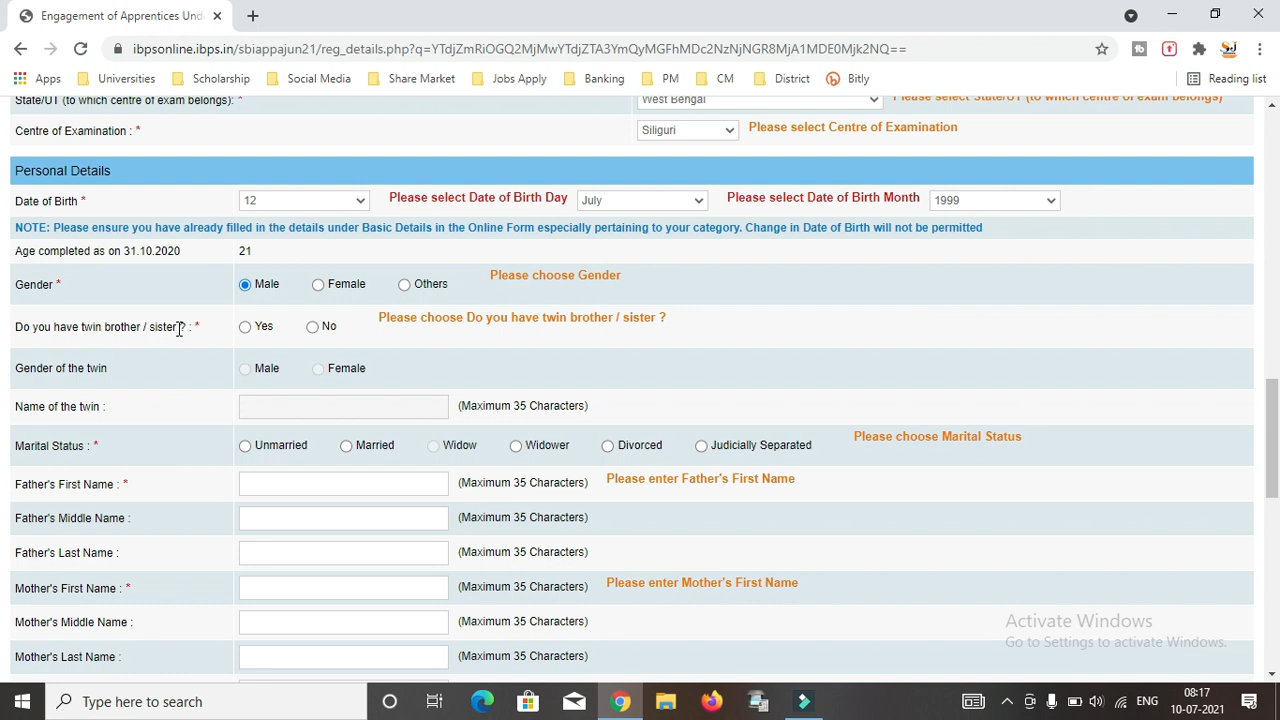 Engagement of Apprentices Und
ibpsonline.ibps.in/sbiappajun21/reg_details.php?q=YTdjZmRiOGQ2MjMwYTdjZTA3YmQyMGFhMDc2NzNjNGR8MjA1MDE0Mjk2NQ==
Apps Universities Scholarship Social Media Share Market Jobs Apply Banking PM CM District Bitly Reading list
State/UT (to which centre of exam belongs): * West Bengal Please select State/UT (to which centre of exam belongs)
Centre of Examination : * Siliguri Please select Centre of Examination
Personal Details
Date of Birth * 12 Please select Date of Birth Day July Please select Date of Birth Month 1999
NOTE: Please ensure you have already filled in the details under Basic Details in the Online Form especially pertaining to your category. Change in Date of Birth will not be permitted
Age completed as on 31.10.2020 21
Gender * Male Female Others Please choose Gender
Do you have twin brother / sister ? : * Yes No Please choose Do you have twin brother / sister ?
Gender of the twin Male Female
Name of the twin : (Maximum 35 Characters)
Marital Status : * Unmarried Married Widow Widower Divorced Judicially Separated Please choose Marital Status
Father's First Name : * (Maximum 35 Characters) Please enter Father's First Name
Father's Middle Name : (Maximum 35 Characters)
Father's Last Name : (Maximum 35 Characters)
Mother's First Name : * (Maximum 35 Characters) Please enter Mother's First Name
Mother's Middle Name : (Maximum 35 Characters)
Mother's Last Name : (Maximum 35 Characters)
Activate Windows
Go to Settings to activate Windows.
Type here to search
ENG
08:17
10-07-2021